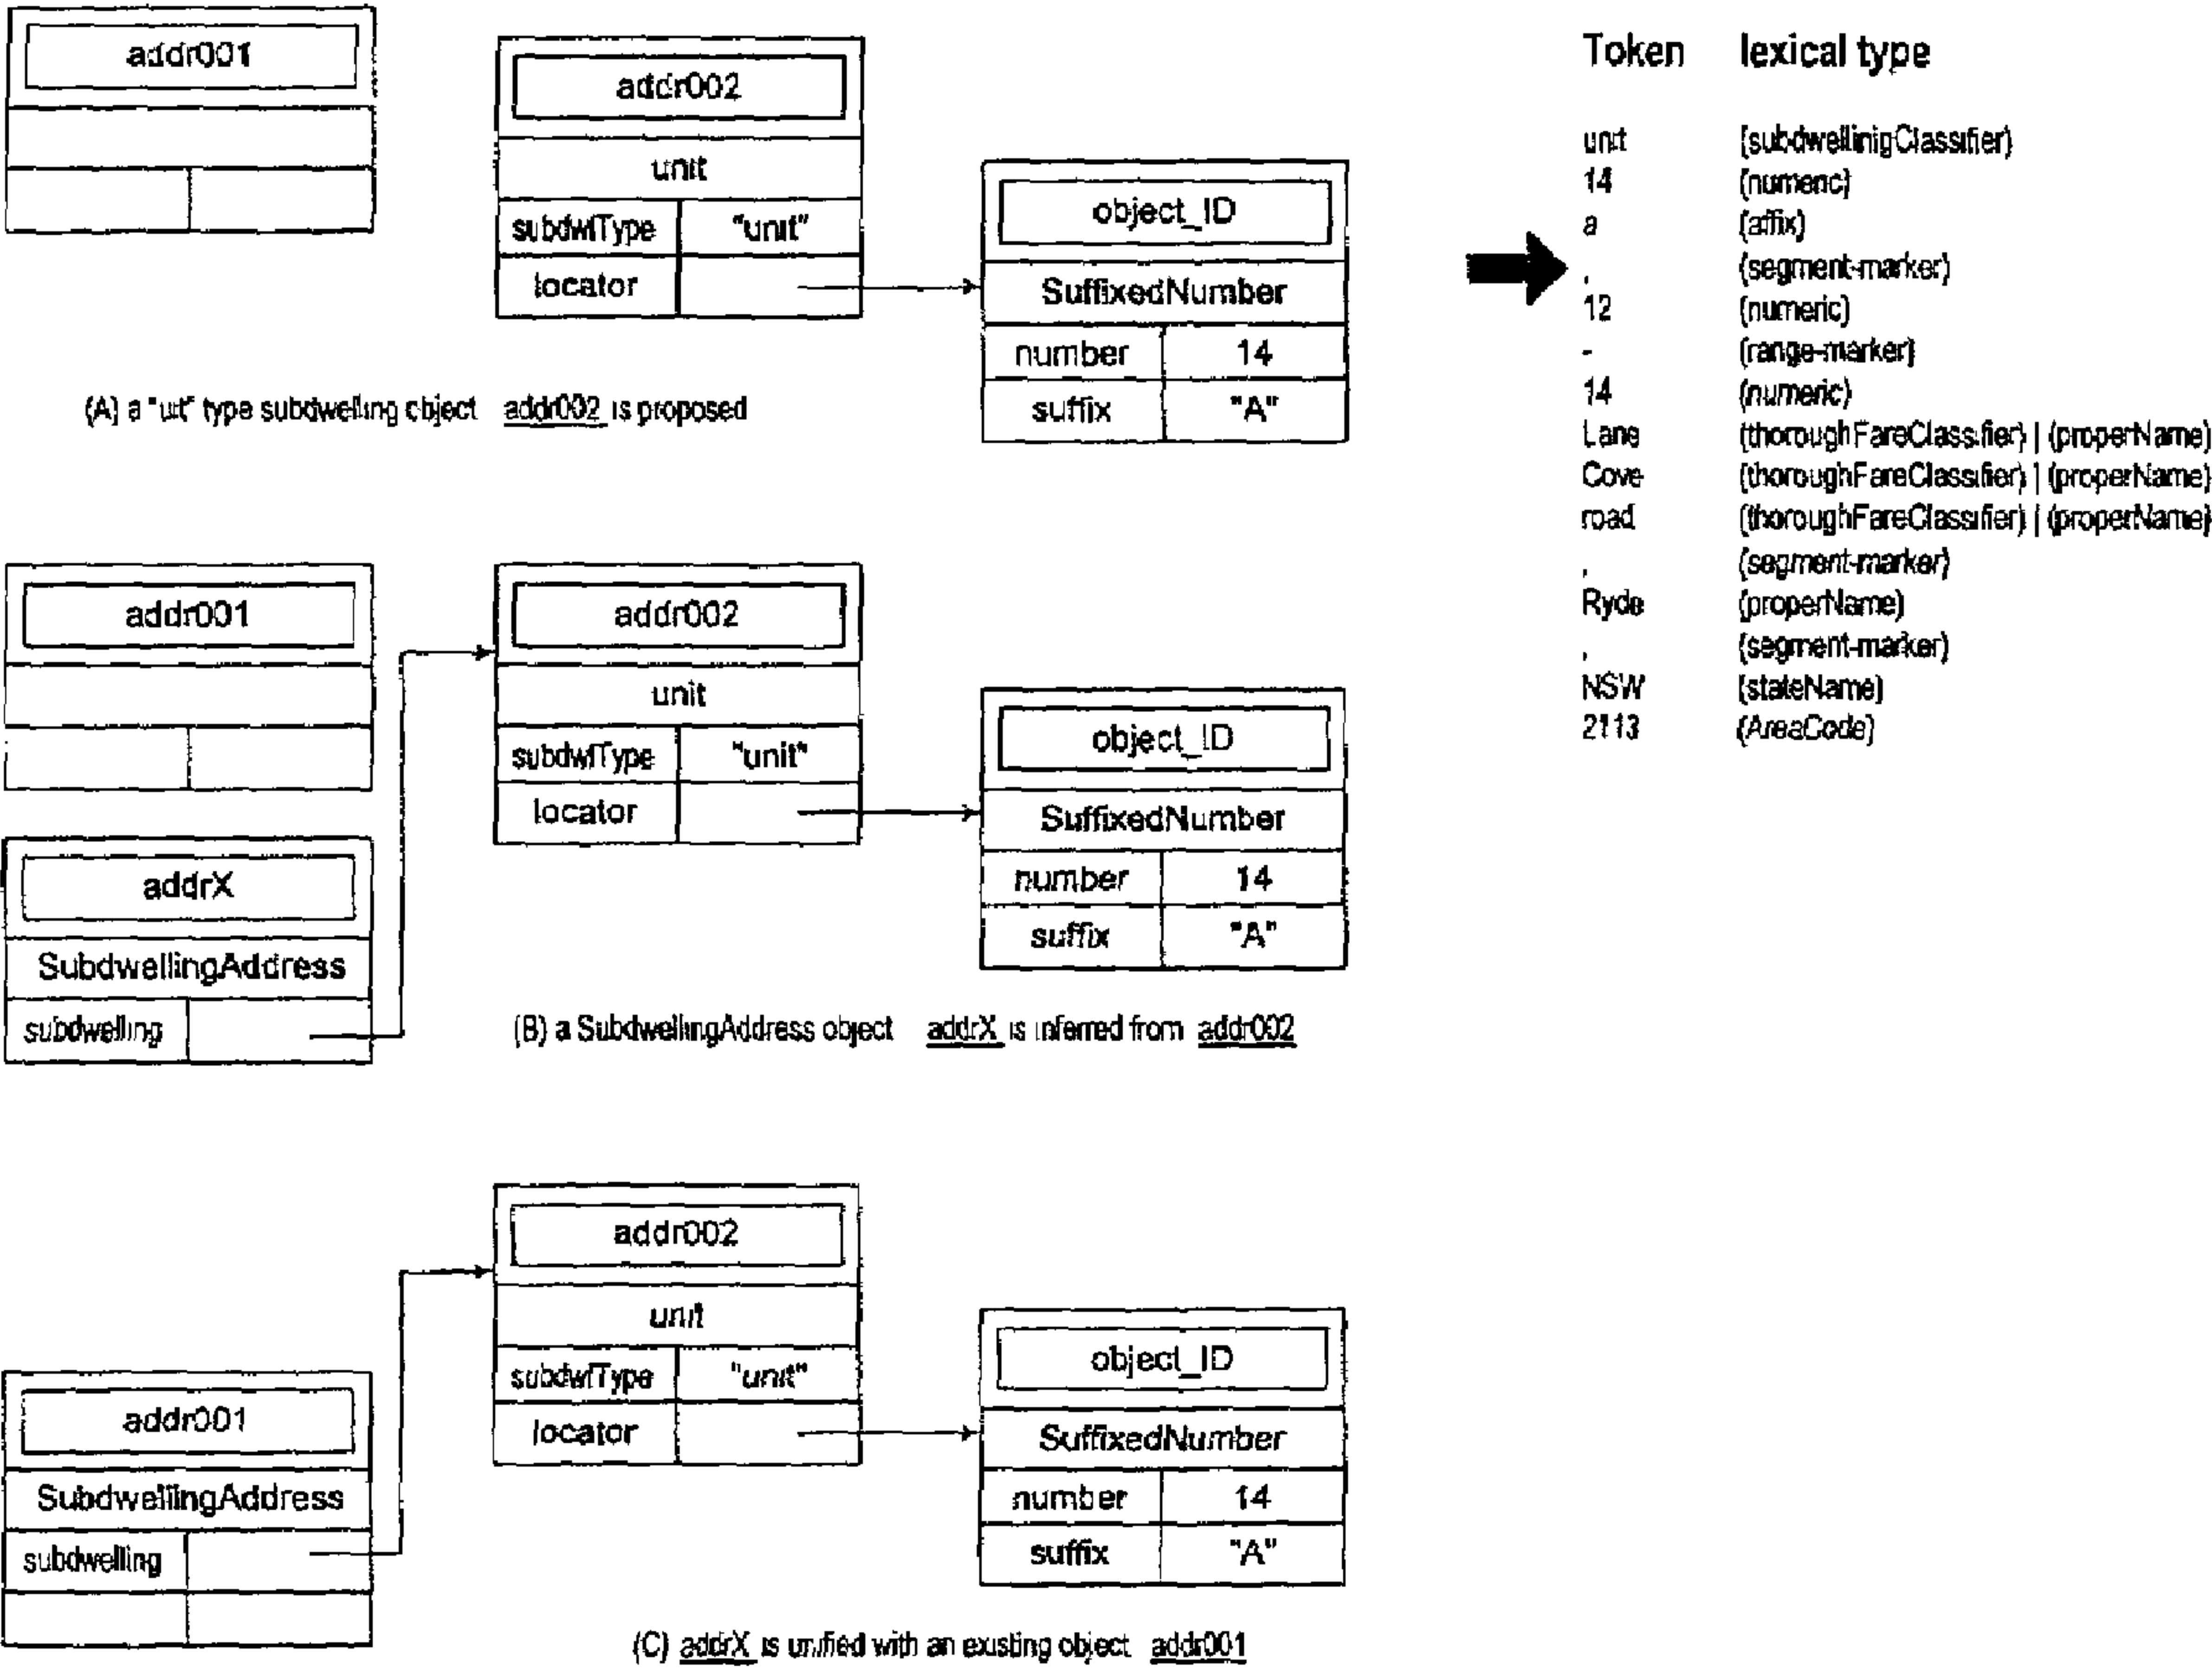 addr001
addr002
unit
subdwlType "unit"
locator
object_ID
SuffixedNumber
number 14
suffix "A"
(A) a "uit" type subdwelling object addr002 is proposed
addr001
addr002
unit
subdwlType "unit"
locator
object_ID
SuffixedNumber
number 14
suffix "A"
addrX
SubdwellingAddress
subdwelling
(B) a SubdwellingAddress object addrX is inferred from addr002
addr002
unit
subdwlType "unit"
locator
object_ID
SuffixedNumber
number 14
suffix "A"
addr001
SubdwellingAddress
subdwelling
(C) addrX is unified with an existing object addr001
Token lexical type
unit (subdwellinigClassifier)
14 (numeric)
a (affix)
, (segment-marker)
12 (numeric)
- (range-marker)
14 (numeric)
Lane (thoroughFareClassifier) | (properName)
Cove (thoroughFareClassifier) | (properName)
road (thoroughFareClassifier) | (properName)
, (segment-marker)
Ryde (properName)
, (segment-marker)
NSW (stateName)
2113 (AreaCode)